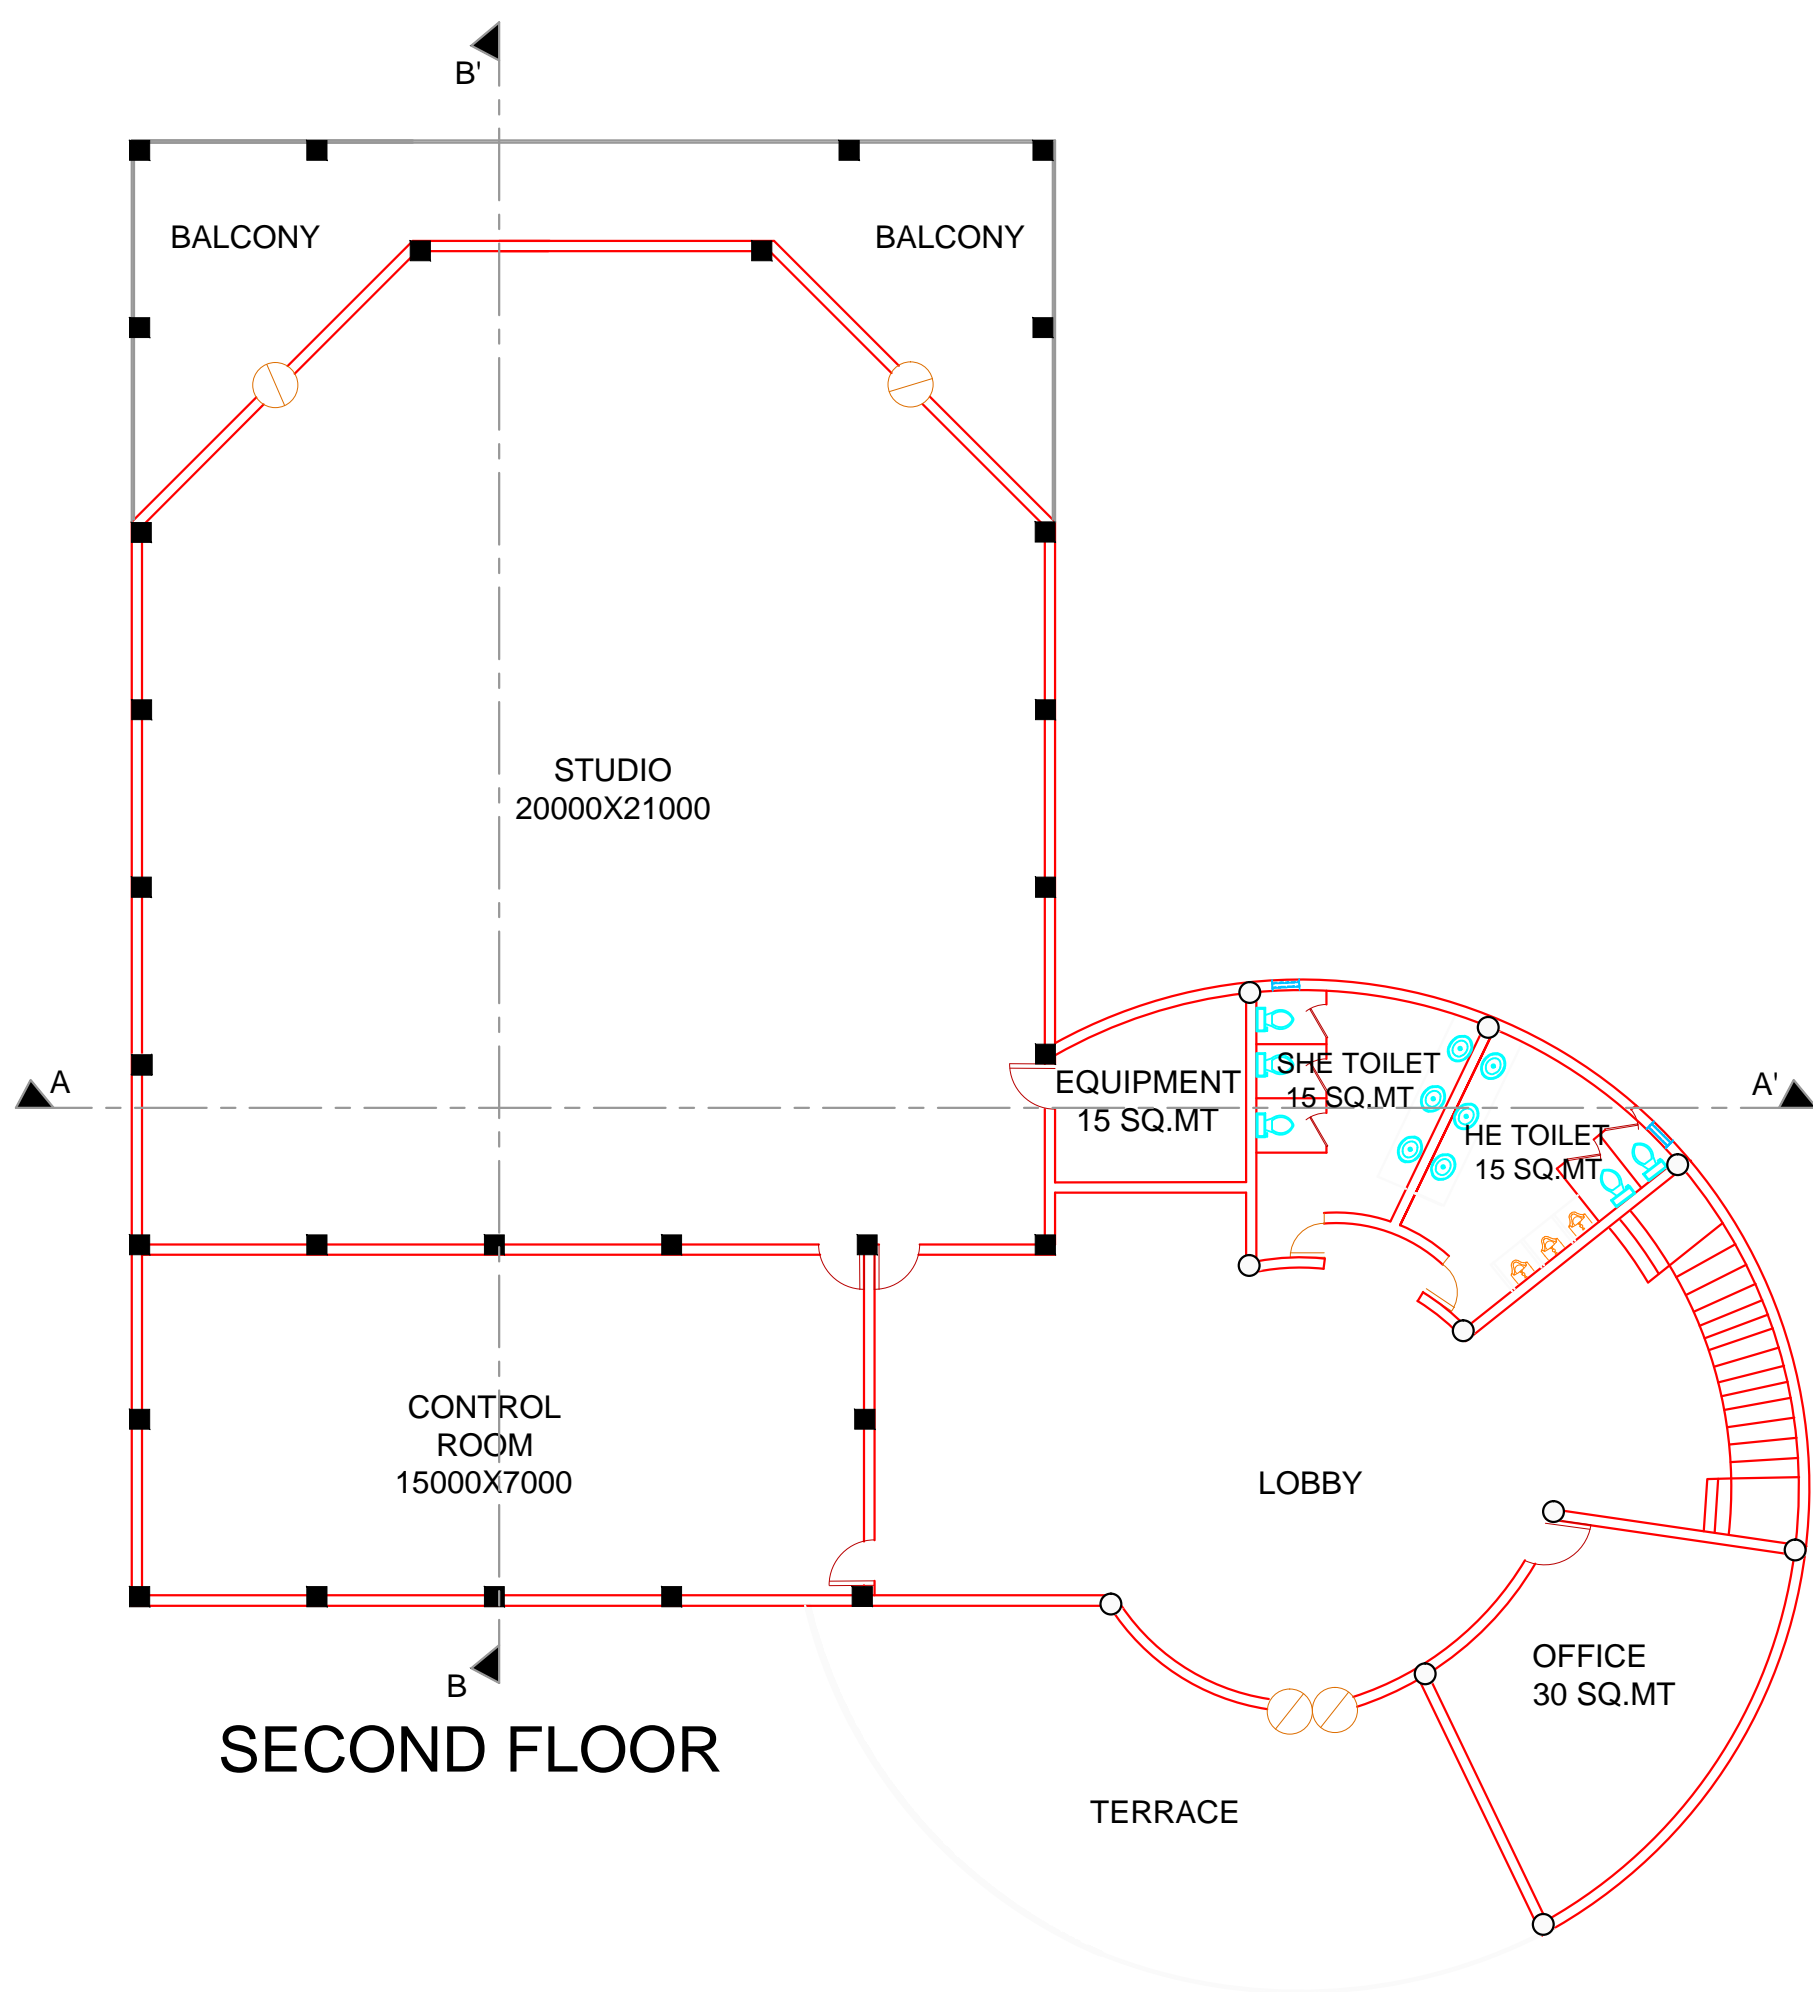 B'
BALCONY
BALCONY
STUDIO
20000X21000
A
EQUIPMENT
15 SQ.MT
SHE TOILET
15 SQ.MT
A'
HE TOILET
15 SQ.MT
CONTROL
ROOM
15000X7000
LOBBY
OFFICE
30 SQ.MT
B
SECOND FLOOR
TERRACE